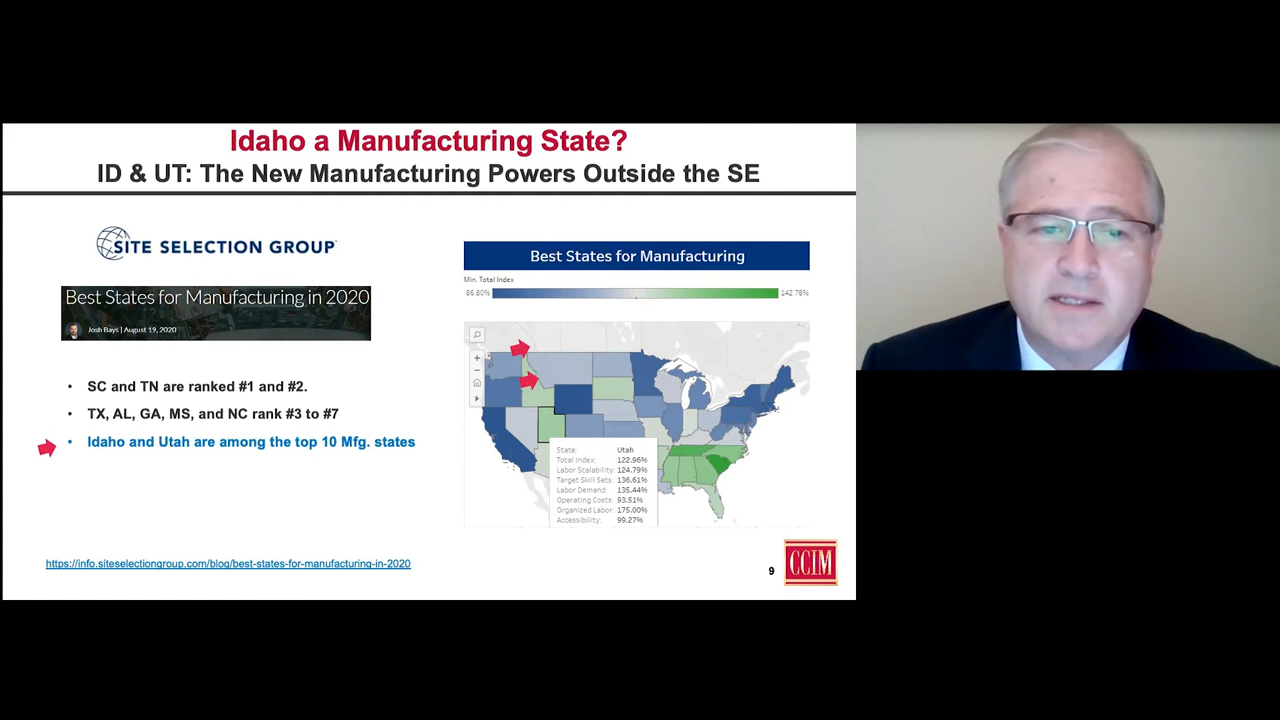 Idaho a Manufacturing State?
ID & UT: The New Manufacturing Powers Outside the SE
SITE SELECTION GROUP
Best States for Manufacturing in 2020
Josh Bays | August 19, 2020
• SC and TN are ranked #1 and #2.
• TX, AL, GA, MS, and NC rank #3 to #7
• Idaho and Utah are among the top 10 Mfg. states
https://info.siteselectiongroup.com/blog/best-states-for-manufacturing-in-2020
Best States for Manufacturing
Min. Total Index
86.80% 142.78%
State: Utah
Total Index: 122.96%
Labor Scalability: 124.79%
Target Skill Sets: 136.61%
Labor Demand: 135.44%
Operating Costs: 93.51%
Organized Labor: 175.00%
Accessibility: 99.27%
9
CCIM